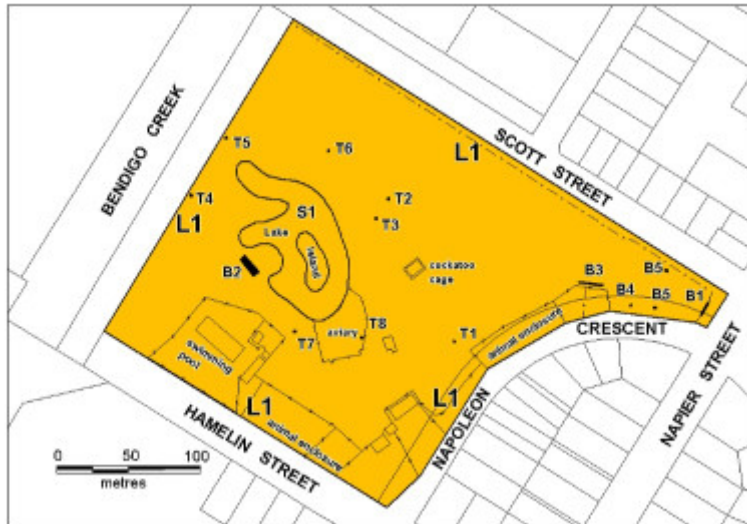 BENDIGO CREEK
SCOTT STREET
L1
T5
T6
T4
L1
T2
T3
S1
Lake
Island
B2
cockatoo
cage
B3
B5
B4
B5
B1
CRESCENT
T1
animal enclosure
T7
aviary
T8
swimming
pool
L1
L1
animal enclosure
HAMELIN STREET
NAPOLEON
NAPIER STREET
0
50
100
metres